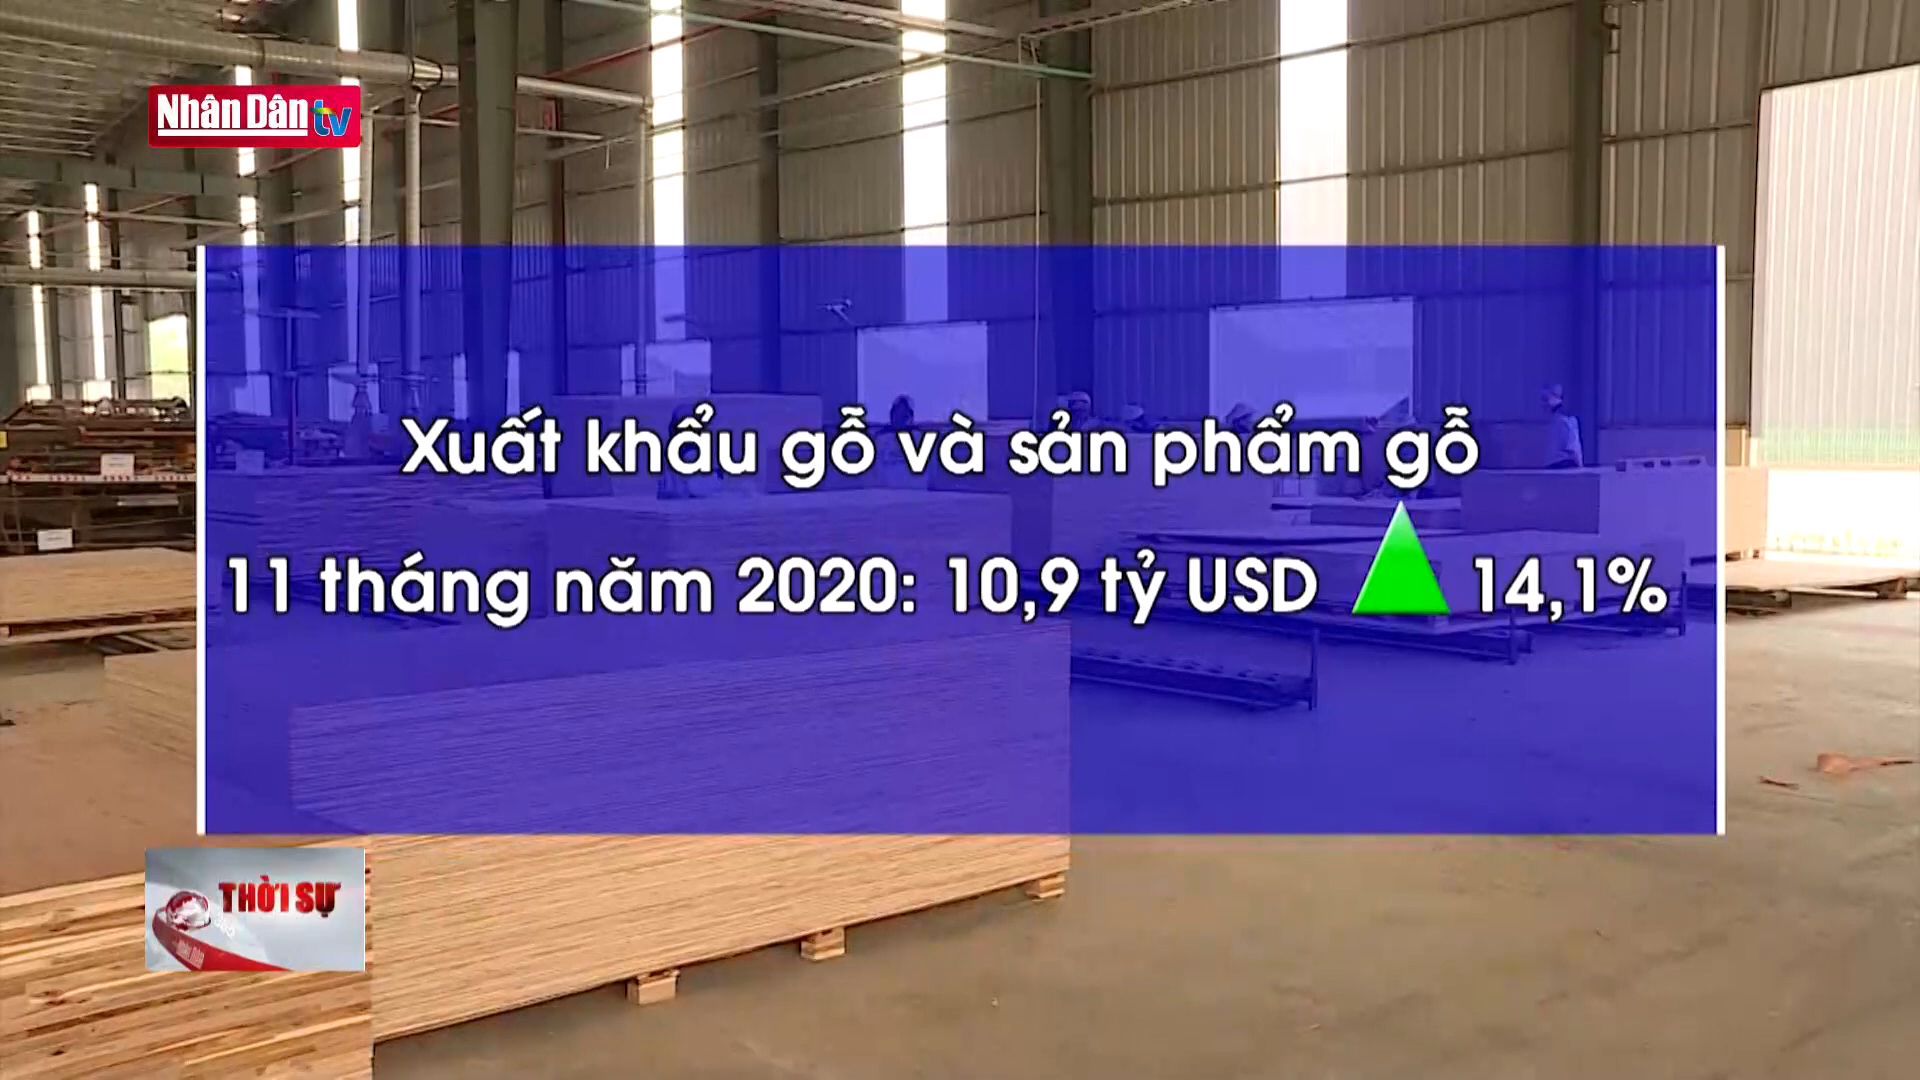 Nhân Dân tv
Xuất khẩu gỗ và sản phẩm gỗ
11 tháng năm 2020: 10,9 tỷ USD 14,1%
THỜI SỰ